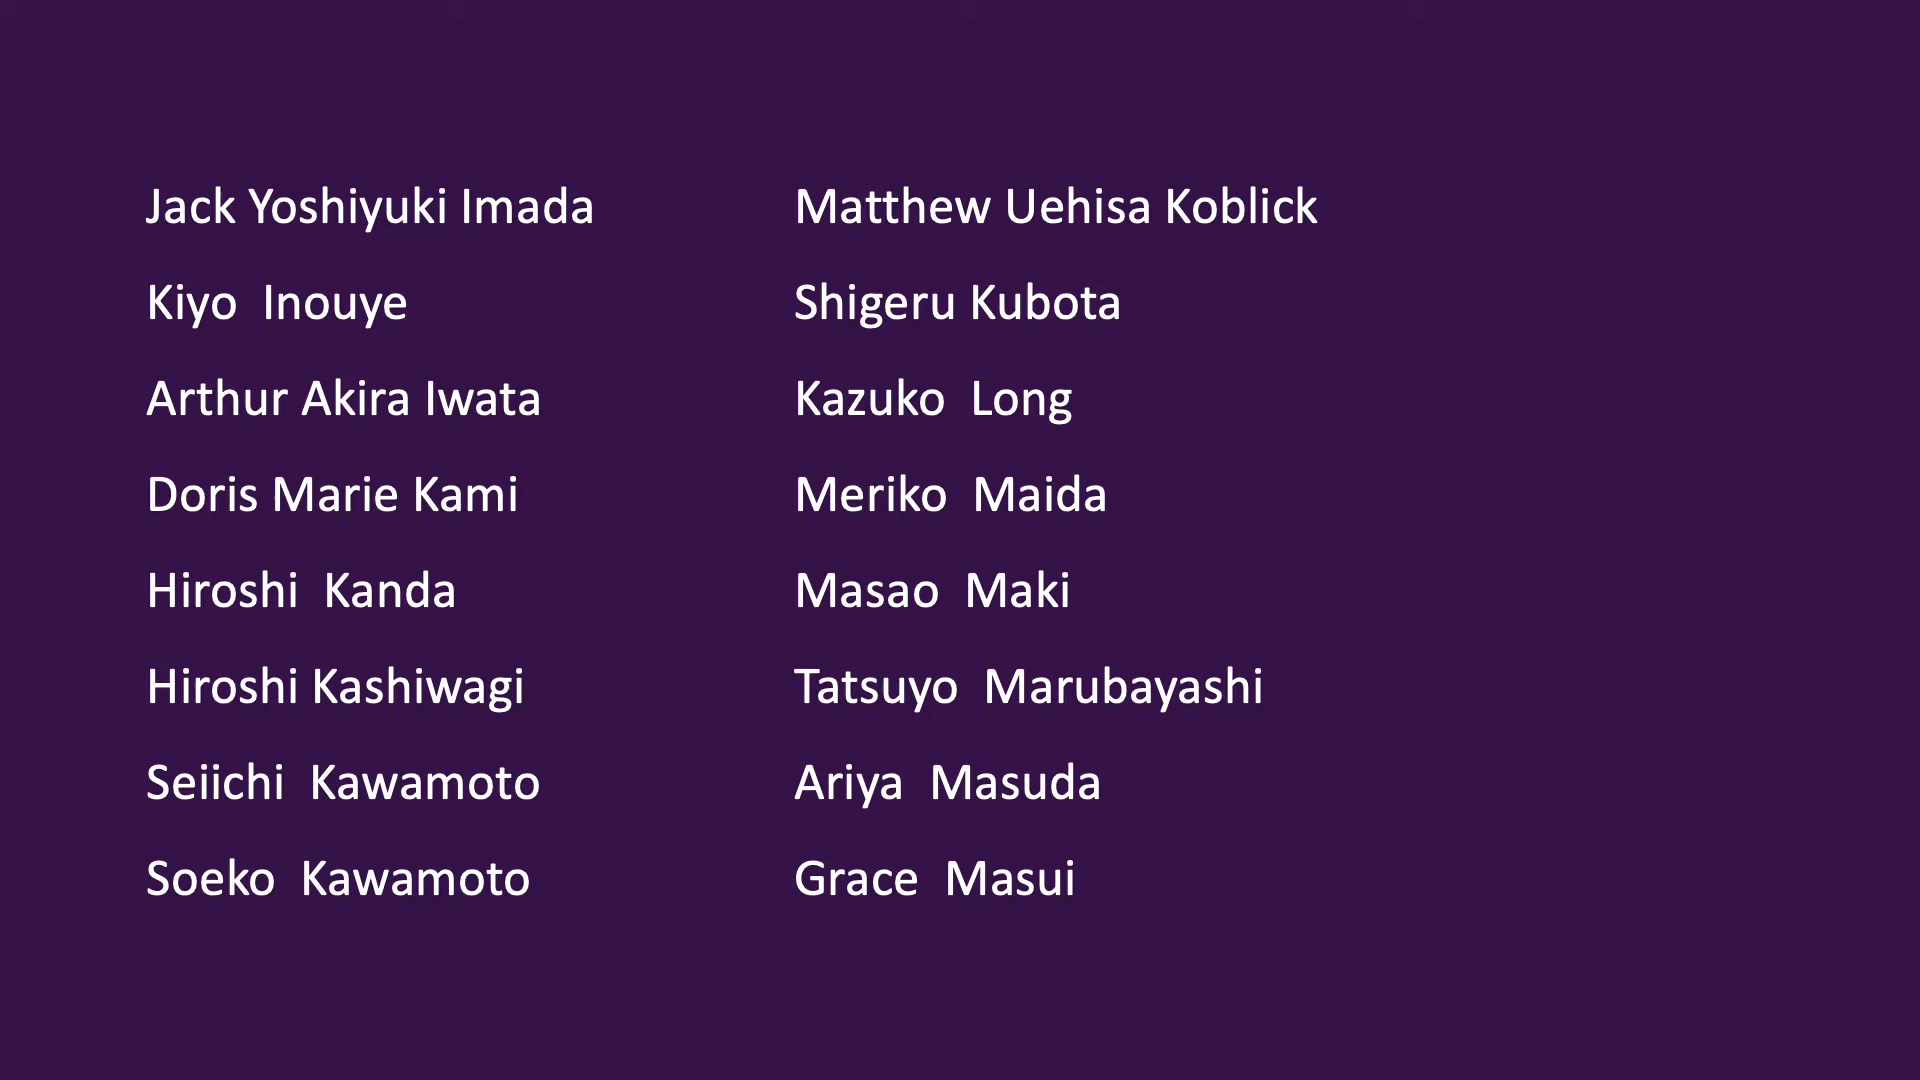 Jack Yoshiyuki Imada
Kiyo  Inouye
Arthur Akira Iwata
Doris Marie Kami
Hiroshi  Kanda
Hiroshi Kashiwagi
Seiichi  Kawamoto
Soeko  Kawamoto
Matthew Uehisa Koblick
Shigeru Kubota
Kazuko  Long
Meriko  Maida
Masao  Maki
Tatsuyo  Marubayashi
Ariya  Masuda
Grace  Masui